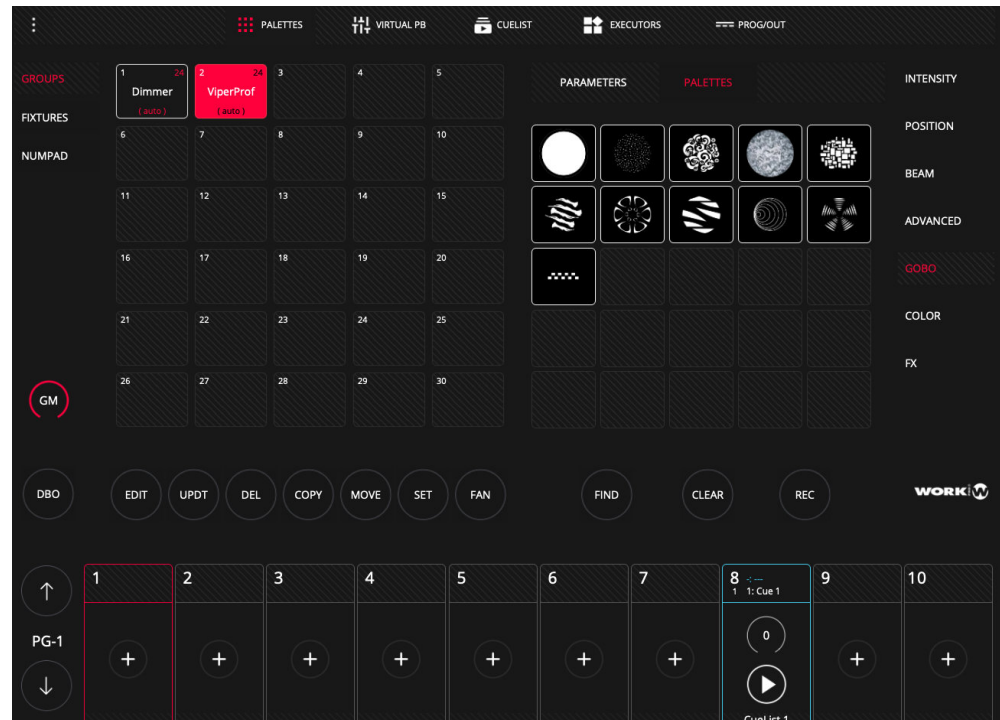 PALETTES
VIRTUAL PB
CUELIST
EXECUTORS
PROG/OUT
GROUPS
FIXTURES
NUMPAD
1 24
Dimmer
( auto )
2 24
ViperProf
( auto )
3
4
5
6
7
8
9
10
11
12
13
14
15
16
17
18
19
20
21
22
23
24
25
26
27
28
29
30
PARAMETERS
PALETTES
INTENSITY
POSITION
BEAM
ADVANCED
GOBO
COLOR
FX
GM
DBO
EDIT
UPDT
DEL
COPY
MOVE
SET
FAN
FIND
CLEAR
REC
WORK
PG-1
1
2
3
4
5
6
7
8 -: ---
1 1: Cue 1
0
CueList 1
9
10